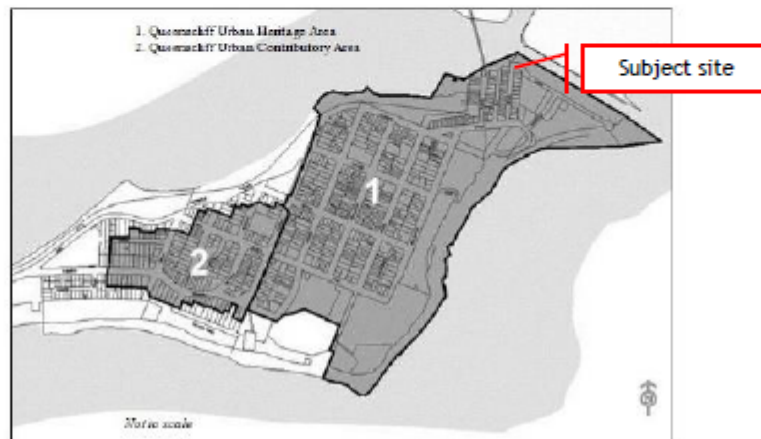 1. Queenscliff Urban Heritage Area
2. Queenscliff Urban Contributory Area
Subject site
1
2
Not to scale